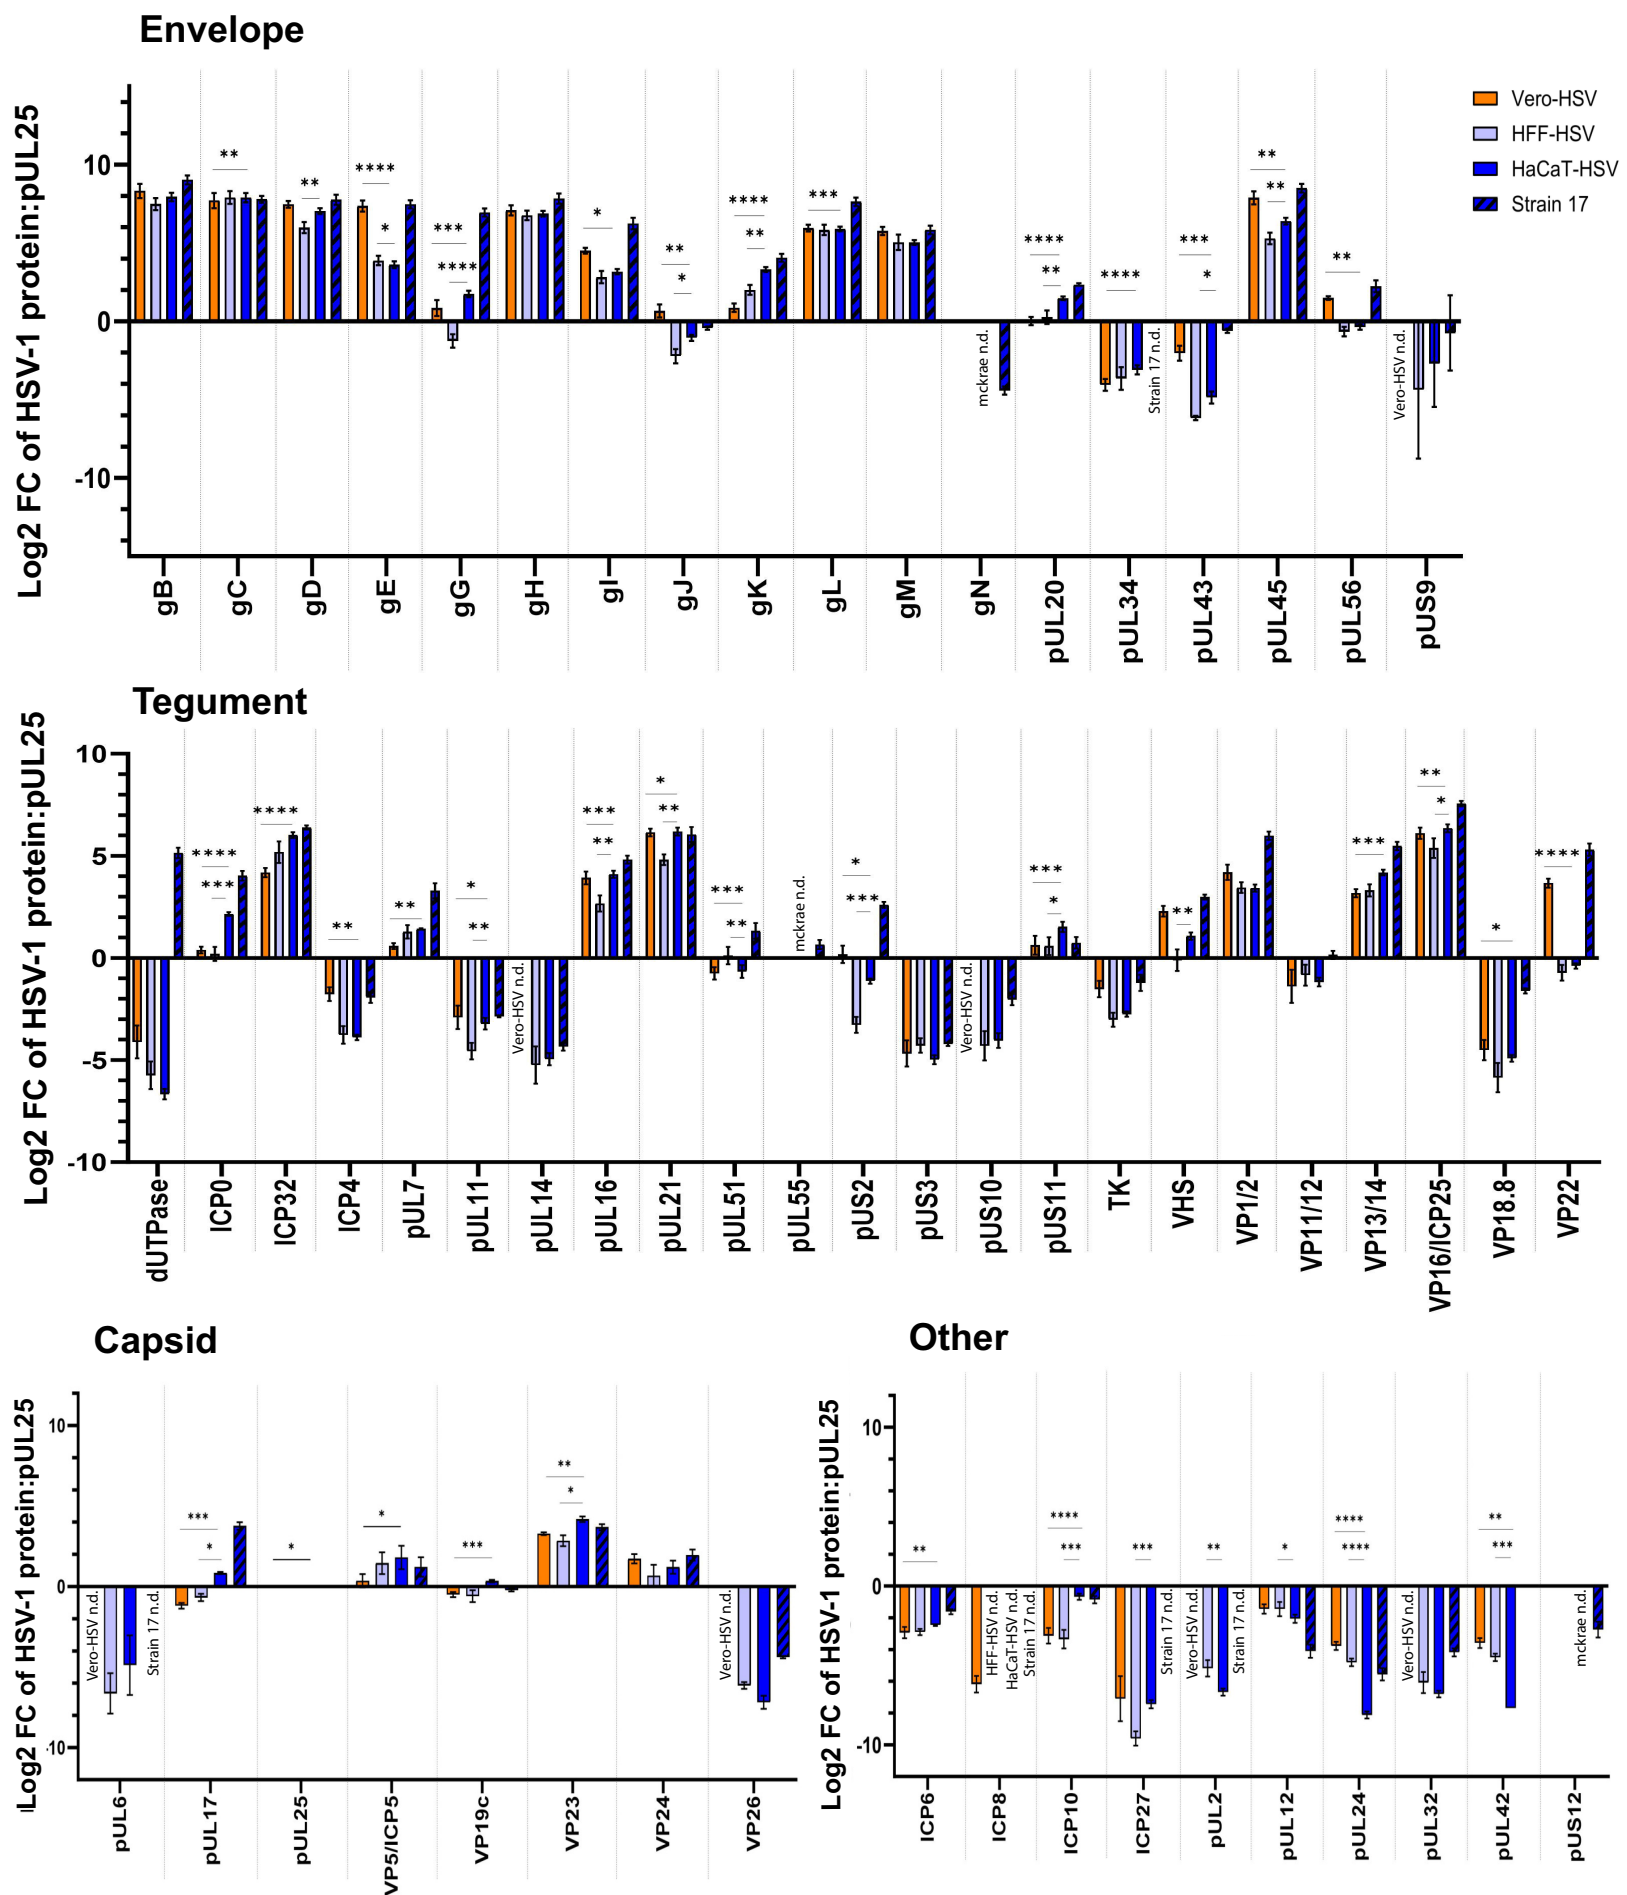 Envelope
Log2 FC of HSV-1 protein:pUL25
10
0
-10
Vero-HSV
HFF-HSV
HaCaT-HSV
Strain 17
**
**
****
*
***
****
*
**
*
****
**
***
mckrae n.d.
****
**
****
Strain 17 n.d.
***
*
**
**
**
Vero-HSV n.d.
gB
gC
gD
gE
gG
gH
gI
gJ
gK
gL
gM
gN
pUL20
pUL34
pUL43
pUL45
pUL56
pUS9
Tegument
Log2 FC of HSV-1 protein:pUL25
10
5
0
-5
-10
****
***
****
**
**
*
**
Vero-HSV n.d.
***
**
*
**
***
**
mckrae n.d.
*
***
Vero-HSV n.d.
***
*
**
***
**
*
*
****
dUTPase
ICP0
ICP32
ICP4
pUL7
pUL11
pUL14
pUL16
pUL21
pUL51
pUL55
pUS2
pUS3
pUS10
pUS11
TK
VHS
VP1/2
VP11/12
VP13/14
VP16/ICP25
VP18.8
VP22
Capsid
Log2 FC of HSV-1 protein:pUL25
10
0
-10
Vero-HSV n.d.
Strain 17 n.d.
***
*
*
*
***
**
*
Vero-HSV n.d.
pUL6
pUL17
pUL25
VP5/ICP5
VP19c
VP23
VP24
VP26
Other
Log2 FC of HSV-1 protein:pUL25
10
0
-10
**
HFF-HSV n.d.
HaCaT-HSV n.d.
Strain 17 n.d.
****
***
***
Strain 17 n.d.
**
Vero-HSV n.d.
Strain 17 n.d.
*
****
****
Vero-HSV n.d.
**
***
mckrae n.d.
ICP6
ICP8
ICP10
ICP27
pUL2
pUL12
pUL24
pUL32
pUL42
pUS12